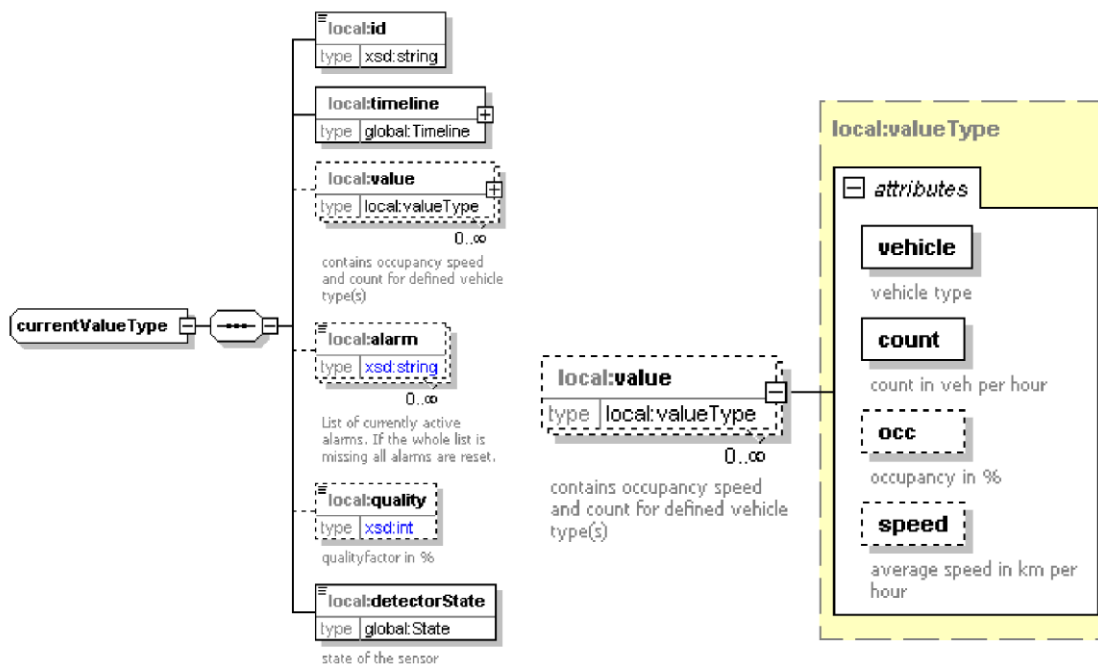 local:id
type xsd:string
local:timeline
type global:Timeline
local:value
type local:valueType
0..∞
contains occupancy speed
and count for defined vehicle
type(s)
currentValueType
local:alarm
type xsd:string
0..∞
List of currently active
alarms. If the whole list is
missing all alarms are reset.
local:quality
type xsd:int
qualityfactor in %
local:detectorState
type global:State
state of the sensor
local:value
type local:valueType
0..∞
contains occupancy speed
and count for defined vehicle
type(s)
local:valueType
attributes
vehicle
vehicle type
count
count in veh per hour
occ
occupancy in %
speed
average speed in km per
hour